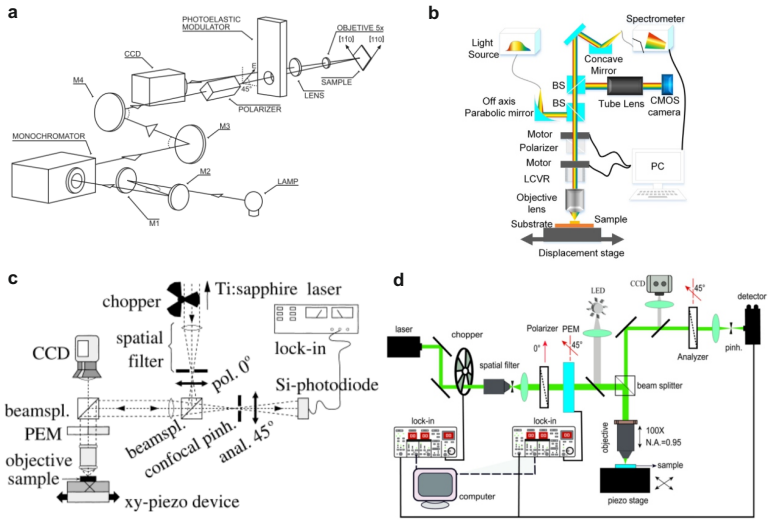 a
PHOTOELASTIC
MODULATOR
OBJETIVE 5x
[1̄10]
[110]
CCD
E
45°
SAMPLE
LENS
POLARIZER
M4
MONOCHROMATOR
M3
M2
LAMP
M1
b
Light
Source
Spectrometer
Concave
Mirror
BS
Off axis
Parabolic mirror
BS
Tube Lens
CMOS
camera
Motor
Polarizer
Motor
LCVR
PC
Objective
lens
Substrate
Sample
Displacement stage
c
chopper
Ti:sapphire laser
spatial
filter
lock-in
CCD
pol. 0°
Si-photodiode
beamspl.
beamspl.
confocal pinh.
anal. 45°
PEM
objective
sample
xy-piezo device
d
LED
CCD
45°
detector
laser
chopper
Polarizer
PEM
spatial filter
0°
45°
Analyzer
pinh.
beam splitter
lock-in
lock-in
objective
100X
N.A.=0.95
sample
computer
piezo stage